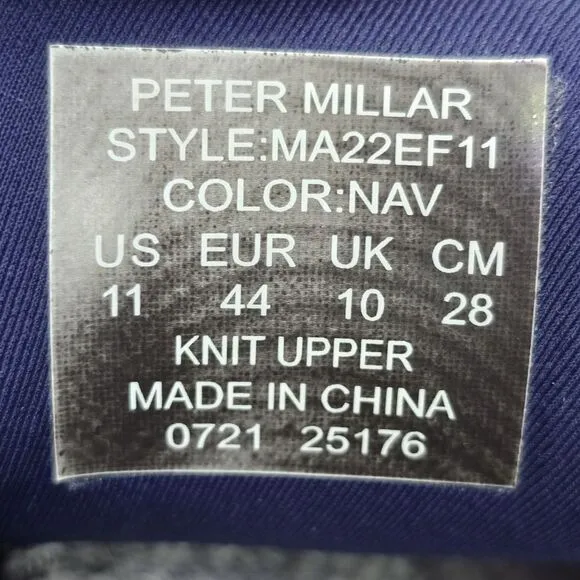 PETER MILLAR
STYLE:MA22EF11
COLOR:NAV
US EUR UK CM
11 44 10 28
KNIT UPPER
MADE IN CHINA
0721 25176